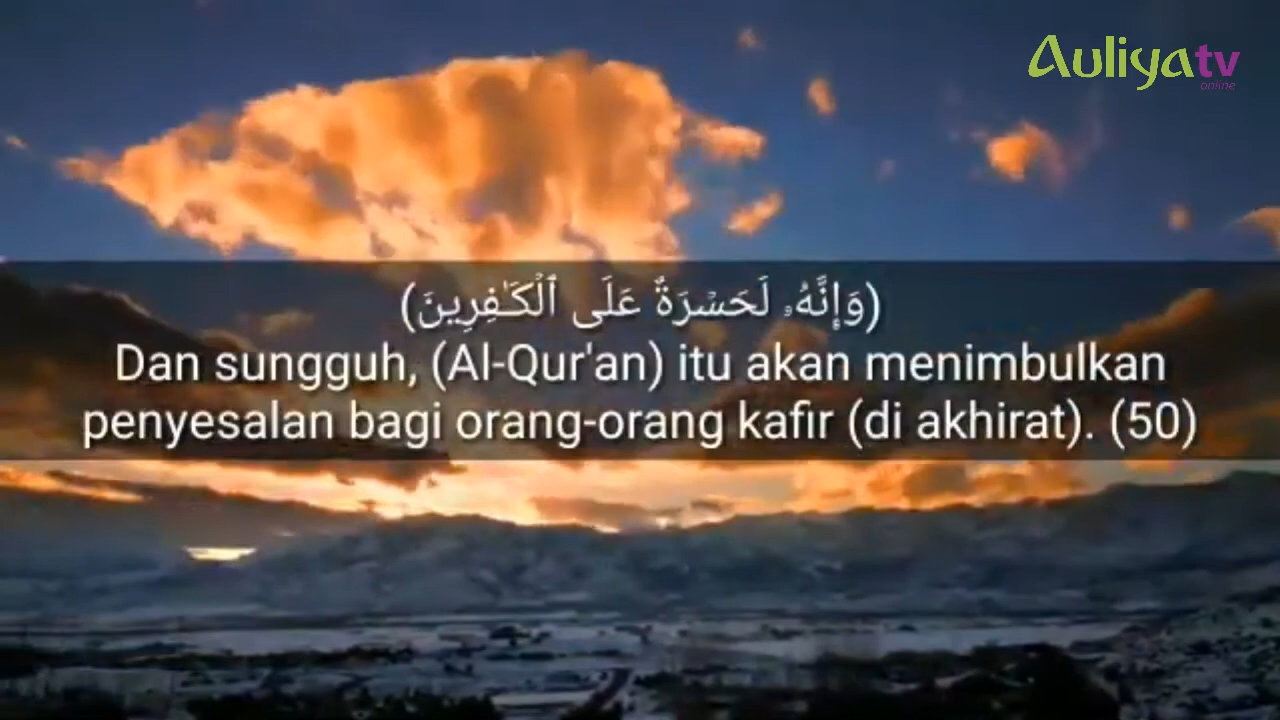 Auliyatv
online
(وَإِنَّهُۥ لَحَسۡرَةٌ عَلَى ٱلۡكَـٰفِرِينَ)
Dan sungguh, (Al-Qur'an) itu akan menimbulkan
penyesalan bagi orang-orang kafir (di akhirat). (50)